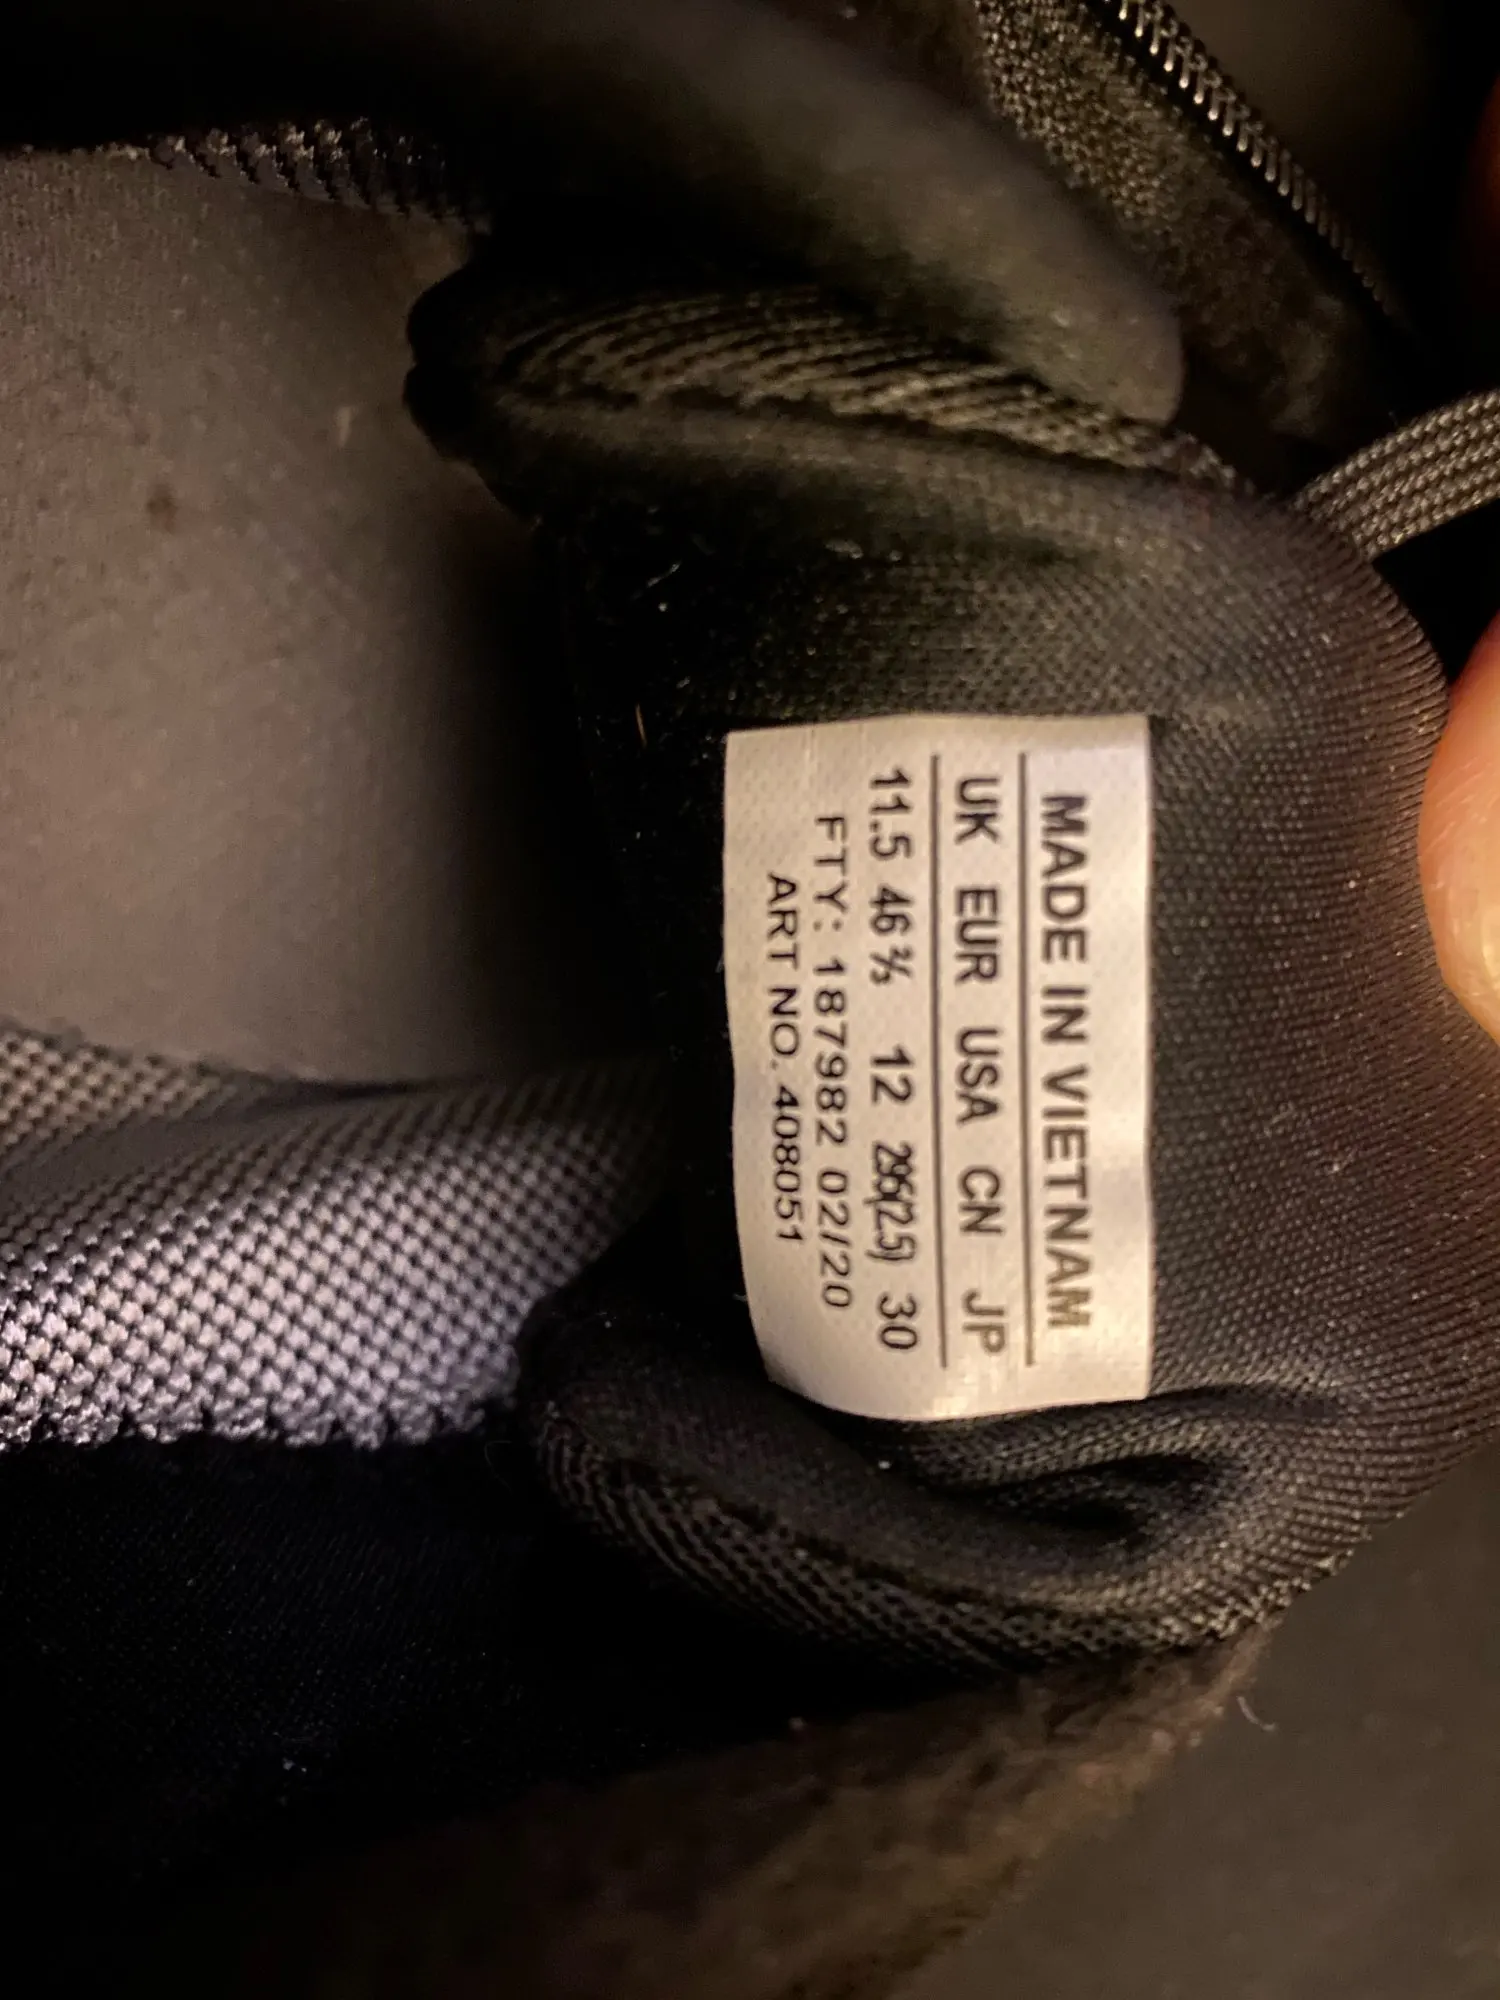 MADE IN VIETNAM
UK EUR USA CN JP
11.5 46⅔ 12 296(2.5) 30
FTY: 187982 02/20
ART NO. 408051